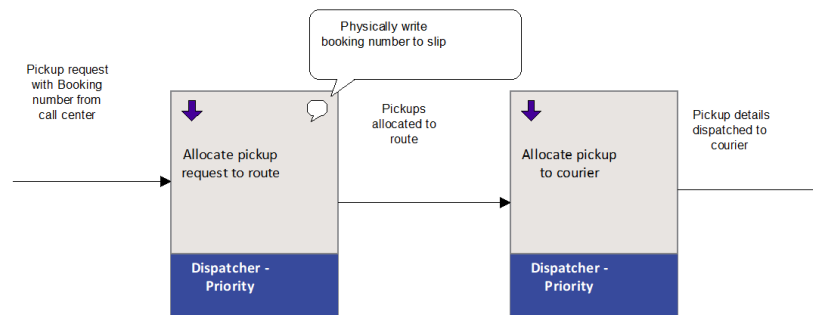 Physically write
booking number to slip
Pickup request
with Booking
number from
call center
Allocate pickup
request to route
Dispatcher -
Priority
Pickups
allocated to
route
Allocate pickup
to courier
Dispatcher -
Priority
Pickup details
dispatched to
courier